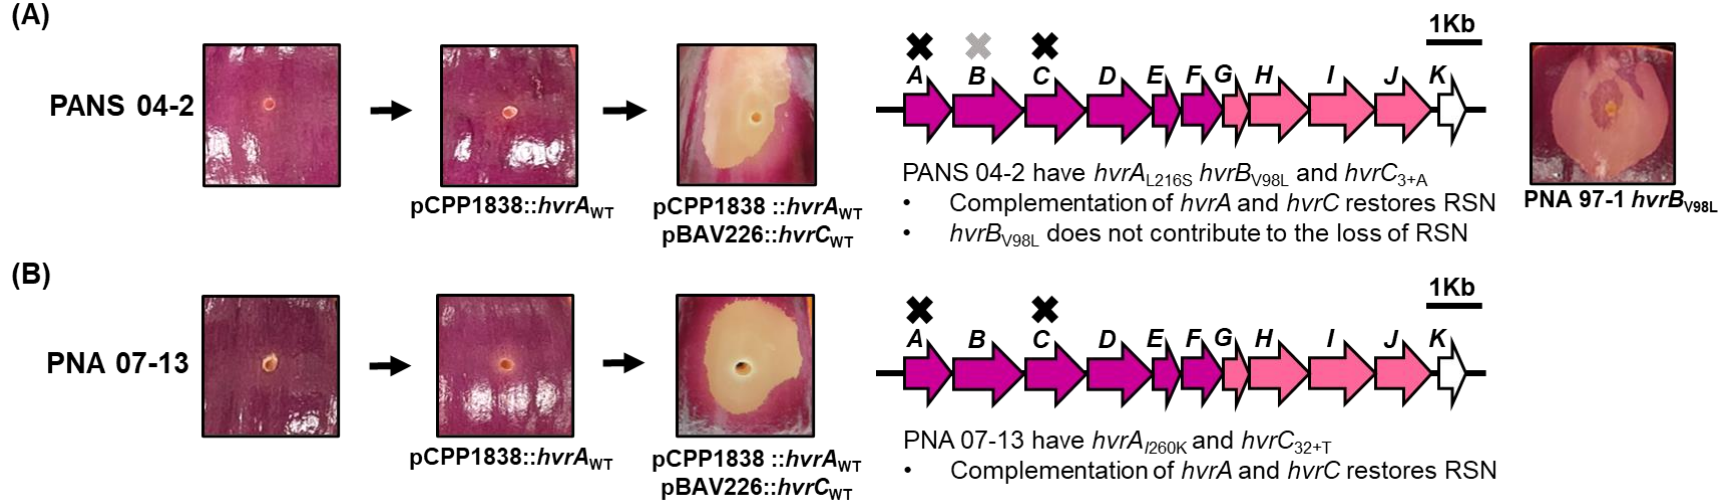 (A)
PANS 04-2
pCPP1838::hvrAWT
pCPP1838 ::hvrAWT
pBAV226::hvrCWT
1Kb
A B C D E F G H I J K
PANS 04-2 have hvrAL216S hvrBV98L and hvrC3+A
• Complementation of hvrA and hvrC restores RSN
• hvrBV98L does not contribute to the loss of RSN
PNA 97-1 hvrBV98L
(B)
PNA 07-13
pCPP1838::hvrAWT
pCPP1838 ::hvrAWT
pBAV226::hvrCWT
1Kb
A B C D E F G H I J K
PNA 07-13 have hvrAI260K and hvrC32+T
• Complementation of hvrA and hvrC restores RSN